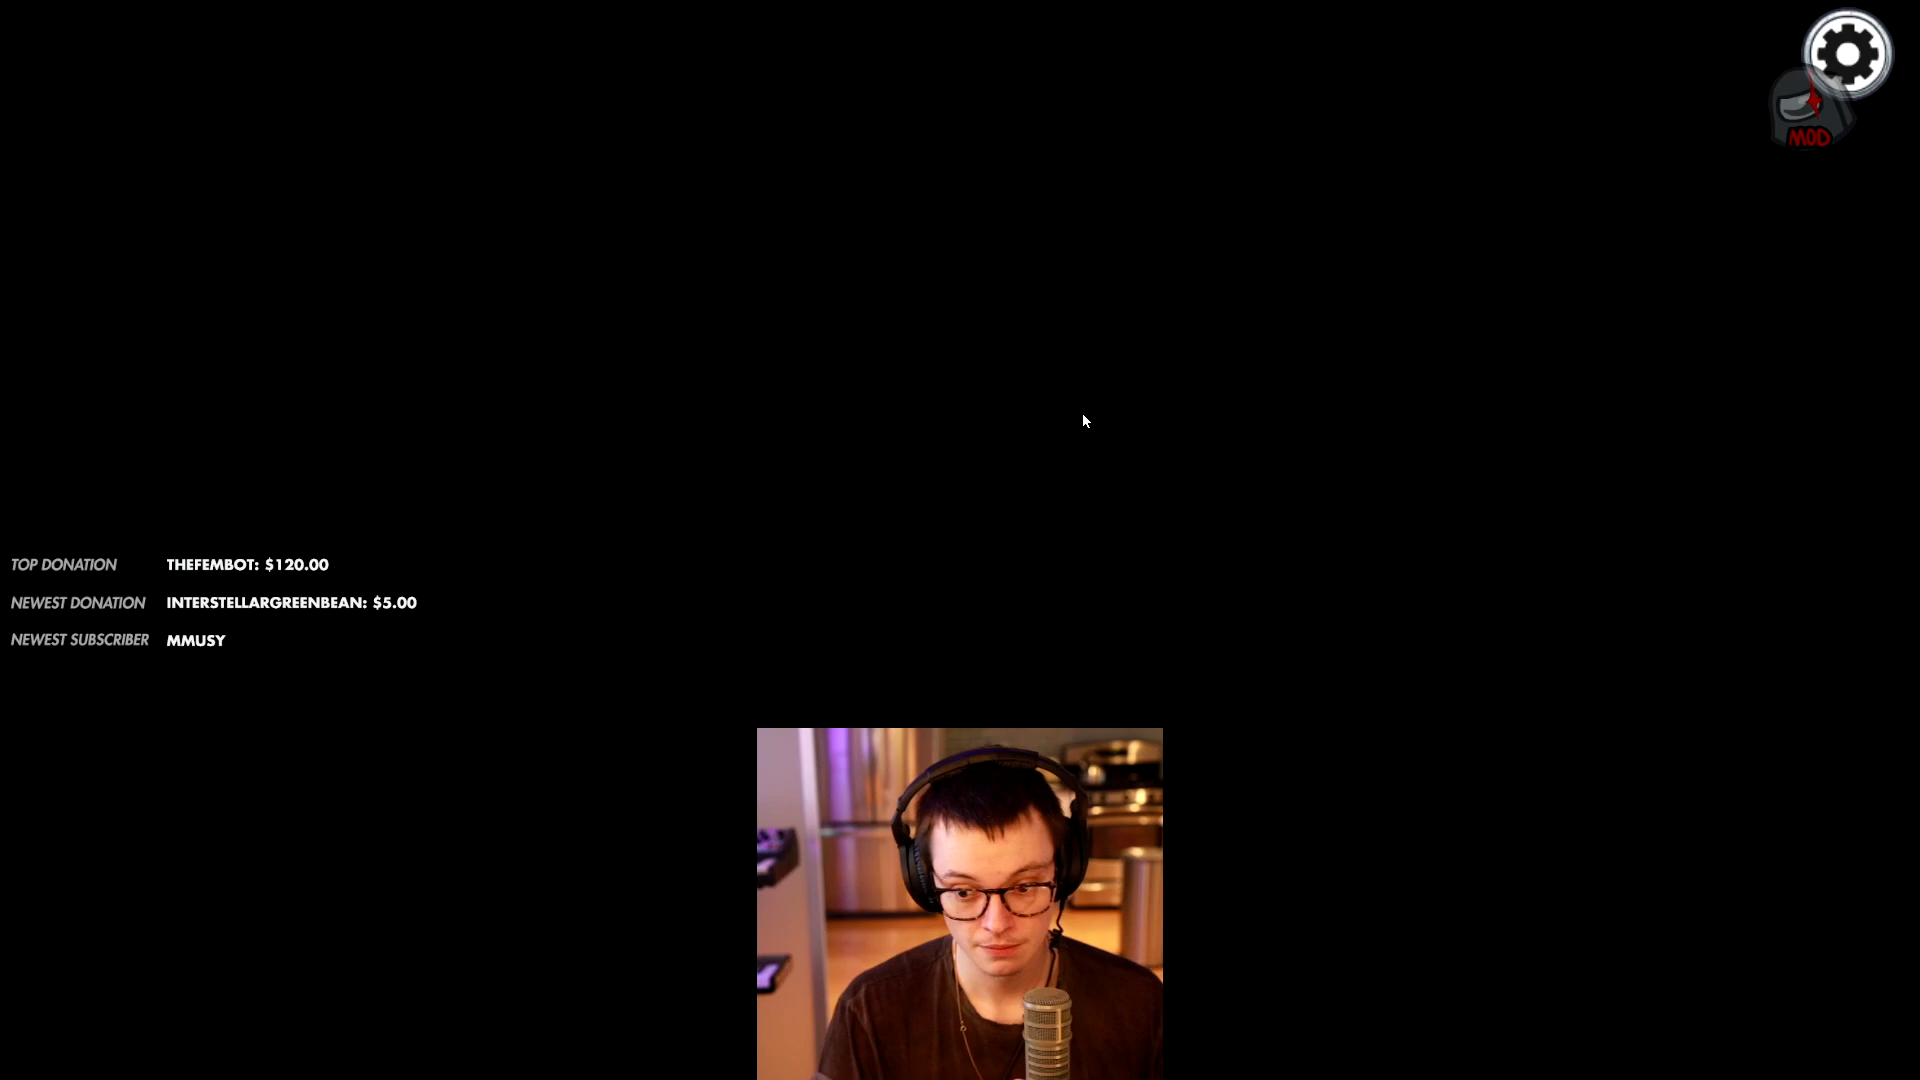 MOD
TOP DONATION THEFEMBOT: $120.00
NEWEST DONATION INTERSTELLARGREENBEAN: $5.00
NEWEST SUBSCRIBER MMUSY